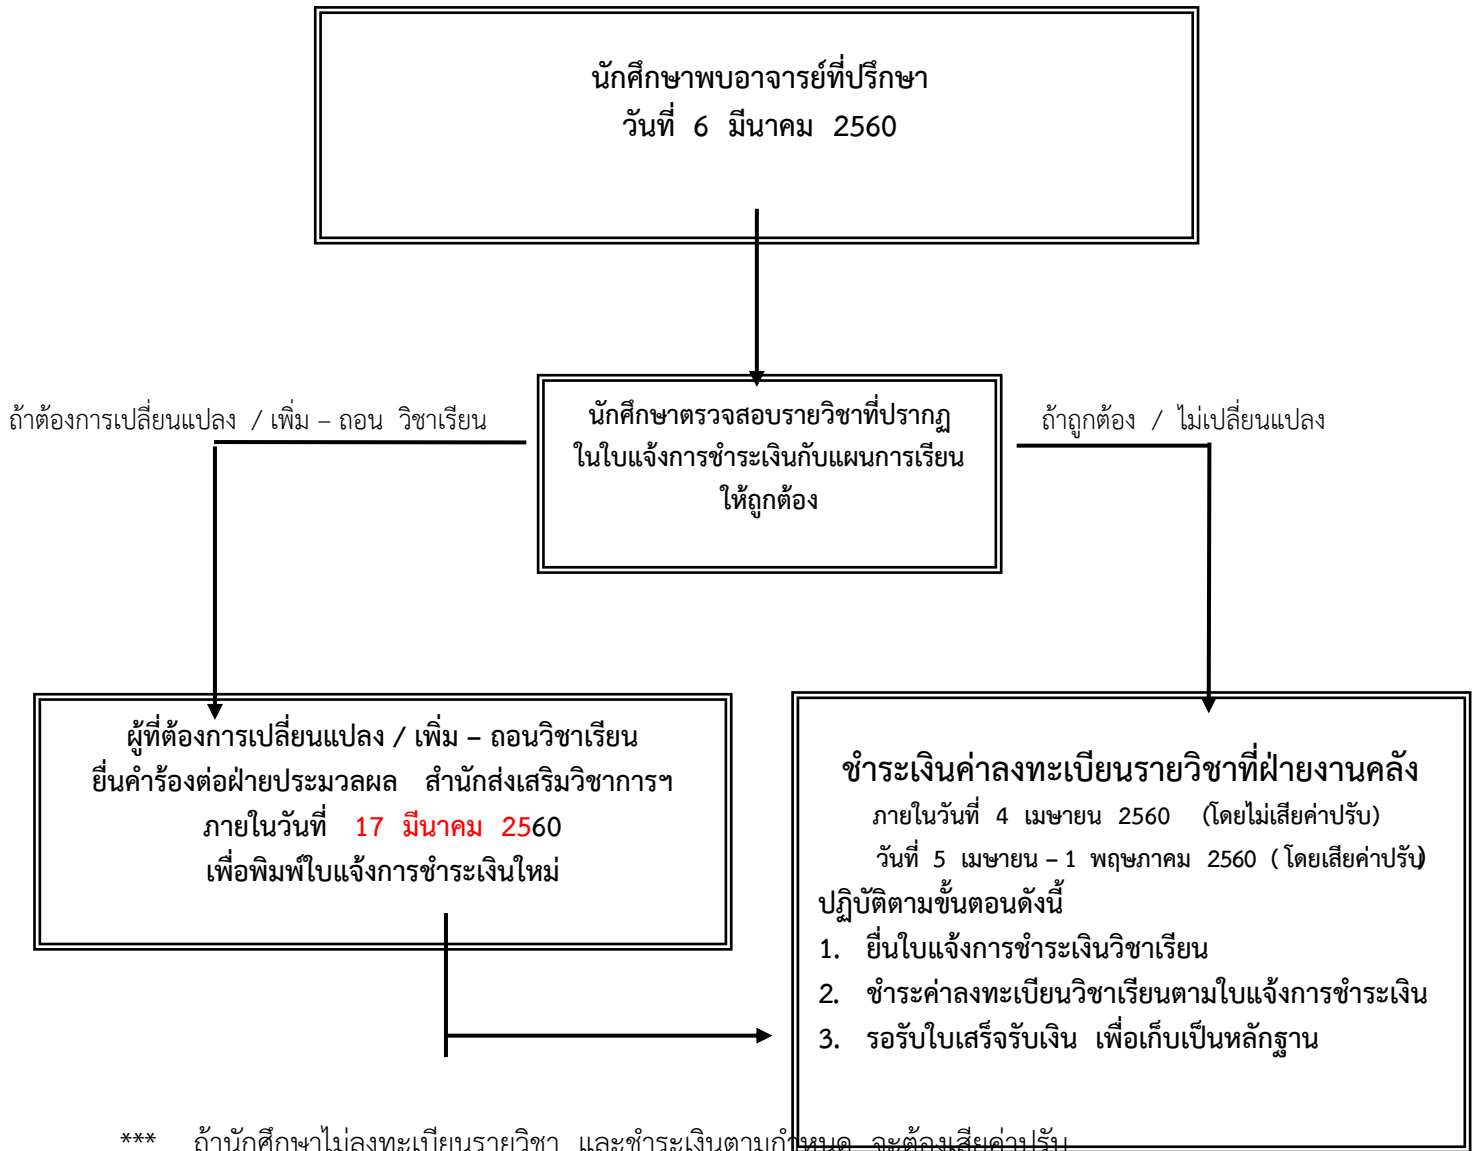 นักศึกษาพบอาจารย์ที่ปรึกษา
วันที่ 6 มีนาคม 2560
ถ้าต้องการเปลี่ยนแปลง / เพิ่ม – ถอน วิชาเรียน
นักศึกษาตรวจสอบรายวิชาที่ปรากฏ
ในใบแจ้งการชำระเงินกับแผนการเรียน
ให้ถูกต้อง
ถ้าถูกต้อง / ไม่เปลี่ยนแปลง
ผู้ที่ต้องการเปลี่ยนแปลง / เพิ่ม – ถอนวิชาเรียน
ยื่นคำร้องต่อฝ่ายประมวลผล สำนักส่งเสริมวิชาการฯ
ภายในวันที่ 17 มีนาคม 2560
เพื่อพิมพ์ใบแจ้งการชำระเงินใหม่
ชำระเงินค่าลงทะเบียนรายวิชาที่ฝ่ายงานคลัง
ภายในวันที่ 4 เมษายน 2560 (โดยไม่เสียค่าปรับ)
วันที่ 5 เมษายน – 1 พฤษภาคม 2560 ( โดยเสียค่าปรับ)
ปฏิบัติตามขั้นตอนดังนี้
1. ยื่นใบแจ้งการชำระเงินวิชาเรียน
2. ชำระค่าลงทะเบียนวิชาเรียนตามใบแจ้งการชำระเงิน
3. รอรับใบเสร็จรับเงิน เพื่อเก็บเป็นหลักฐาน
*** ถ้านักศึกษาไม่ลงทะเบียนรายวิชา และชำระเงินตามกำหนด จะต้องเสียค่าปรับ